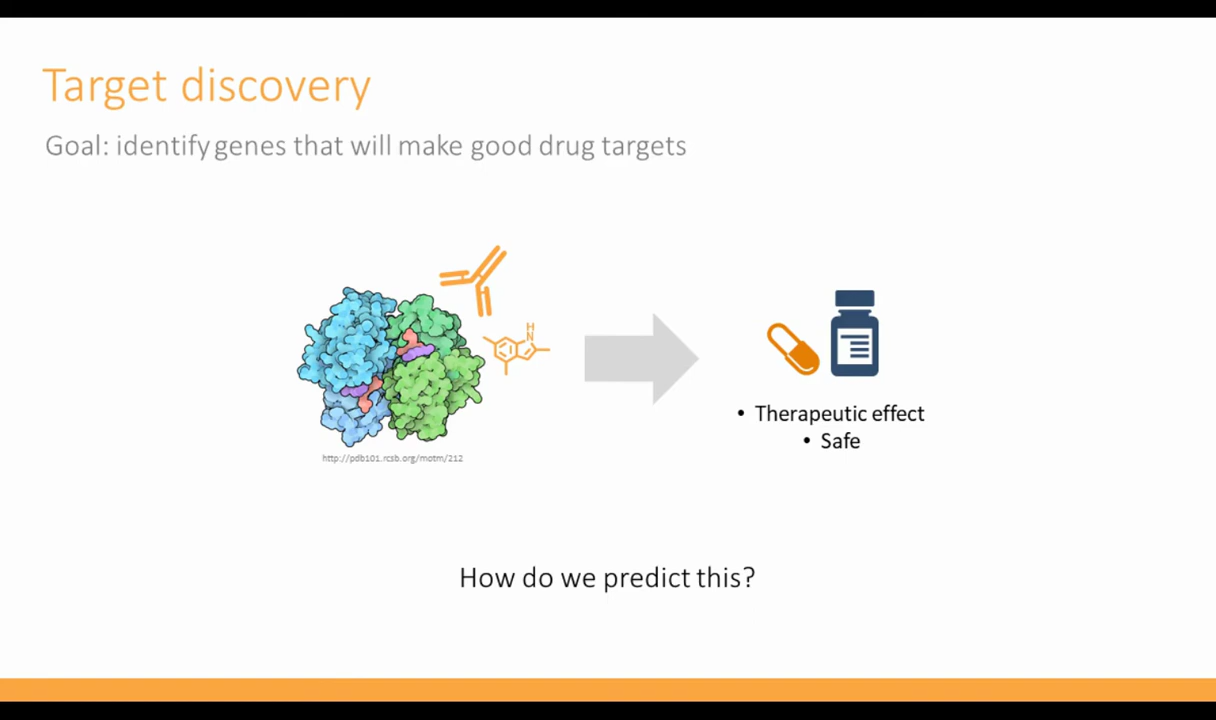 Target discovery
Goal: identify genes that will make good drug targets
H
N
http://pdb101.rcsb.org/motm/212
• Therapeutic effect
• Safe
How do we predict this?